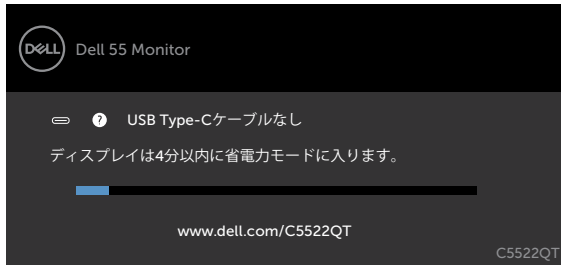 DELL Dell 55 Monitor
? USB Type-Cケーブルなし
ディスプレイは4分以内に省電力モードに入ります。
www.dell.com/C5522QT
C5522QT